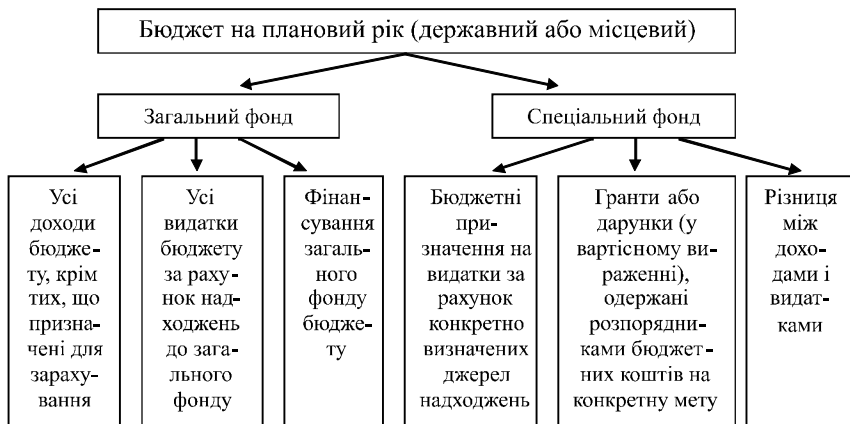 Бюджет на плановий рік (державний або місцевий)
Загальний фонд
Спеціальний фонд
Усі
доходи
бюдже-
ту, крім
тих, що
призна-
чені для
зараху-
вання
Усі
видатки
бюджету
за раху-
нок над-
ходжень
до зага-
льного
фонду
Фінан-
сування
загаль-
ного
фонду
бюдже-
ту
Бюджетні
при-
значення на
видатки за
рахунок
конкретно
визначених
джерел
надходжень
Гранти або
дарунки (у
вартісному ви-
раженні),
одержані
розпорядни-
ками бюджет-
них коштів на
конкретну мету
Різниця
між
дохо-
дами і
видат-
ками